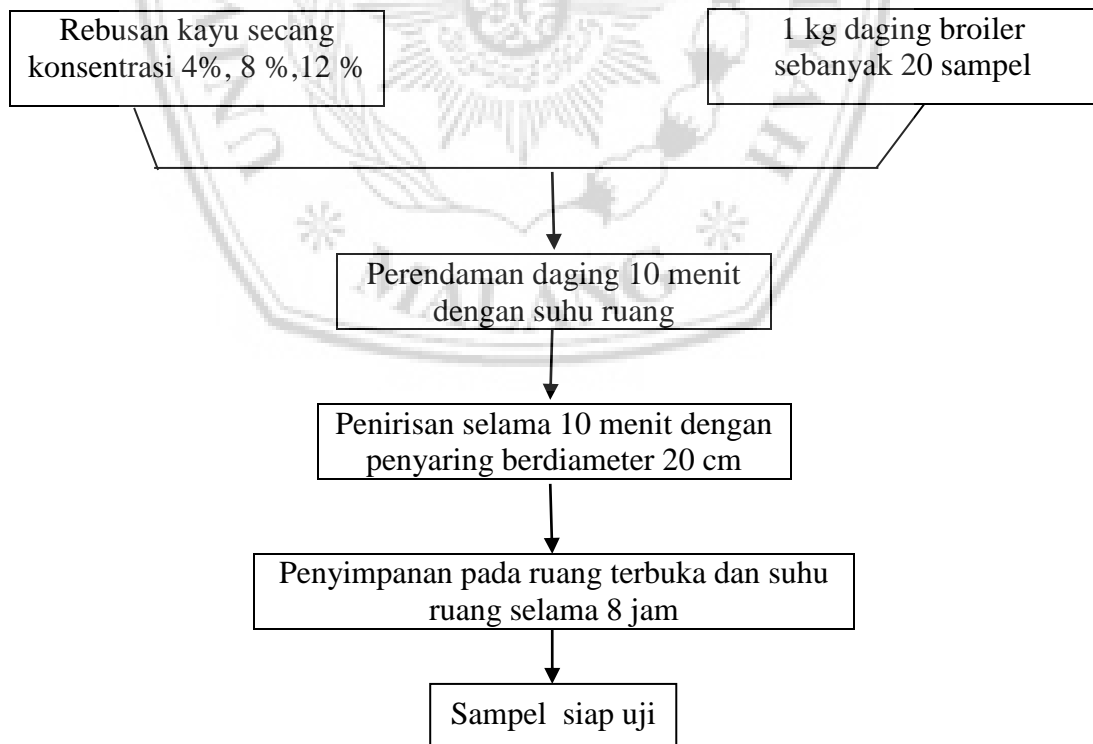 Rebusan kayu secang
konsentrasi 4%, 8 %,12 %
1 kg daging broiler
sebanyak 20 sampel
Perendaman daging 10 menit
dengan suhu ruang
Penirisan selama 10 menit dengan
penyaring berdiameter 20 cm
Penyimpanan pada ruang terbuka dan suhu
ruang selama 8 jam
Sampel  siap uji
MALANG